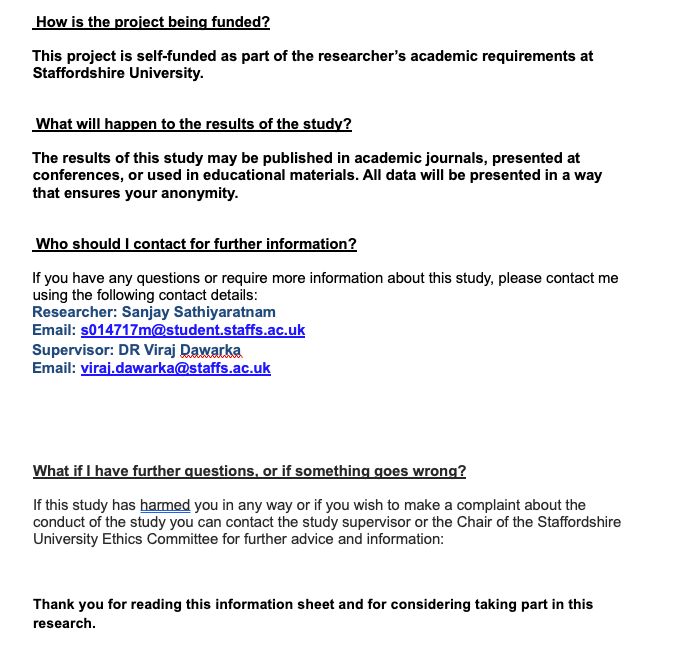 How is the project being funded?
This project is self-funded as part of the researcher's academic requirements at
Staffordshire University.
What will happen to the results of the study?
The results of this study may be published in academic journals, presented at
conferences, or used in educational materials. All data will be presented in a way
that ensures your anonymity.
Who should I contact for further information?
If you have any questions or require more information about this study, please contact me
using the following contact details:
Researcher: Sanjay Sathiyaratnam
Email: s014717m@student.staffs.ac.uk
Supervisor: DR Viraj Dawarka
Email: viraj.dawarka@staffs.ac.uk
What if I have further questions, or if something goes wrong?
If this study has harmed you in any way or if you wish to make a complaint about the
conduct of the study you can contact the study supervisor or the Chair of the Staffordshire
University Ethics Committee for further advice and information:
Thank you for reading this information sheet and for considering taking part in this
research.